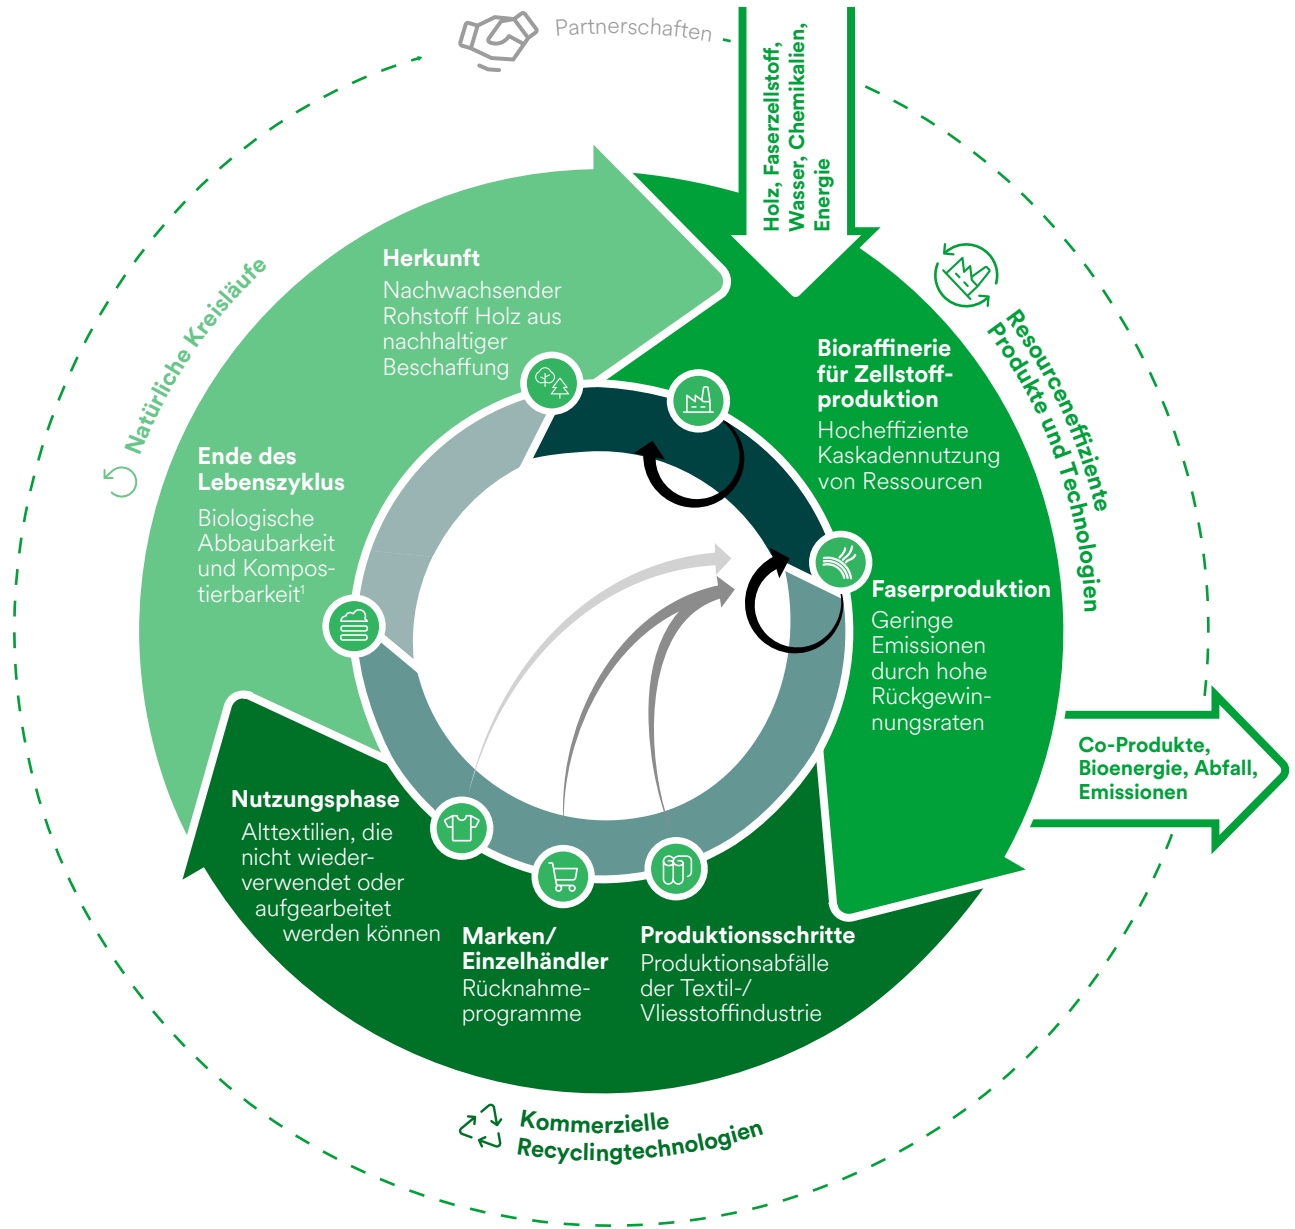 Partnerschaften
Holz, Faserzellstoff,
Wasser, Chemikalien,
Energie
Natürliche Kreisläufe
Herkunft
Nachwachsender
Rohstoff Holz aus
nachhaltiger
Beschaffung
Resourceneffiziente
Produkte und Technologien
Bioraffinerie
für Zellstoff-
produktion
Hocheffiziente
Kaskadennutzung
von Ressourcen
Ende des
Lebenszyklus
Biologische
Abbaubarkeit
und Kompos-
tierbarkeit¹
Faserproduktion
Geringe
Emissionen
durch hohe
Rückgewin-
nungsraten
Co-Produkte,
Bioenergie, Abfall,
Emissionen
Nutzungsphase
Alttextilien, die
nicht wieder-
verwendet oder
aufgearbeitet
werden können
Marken/
Einzelhändler
Rücknahme-
programme
Produktionsschritte
Produktionsabfälle
der Textil-/
Vliesstoffindustrie
Kommerzielle
Recyclingtechnologien